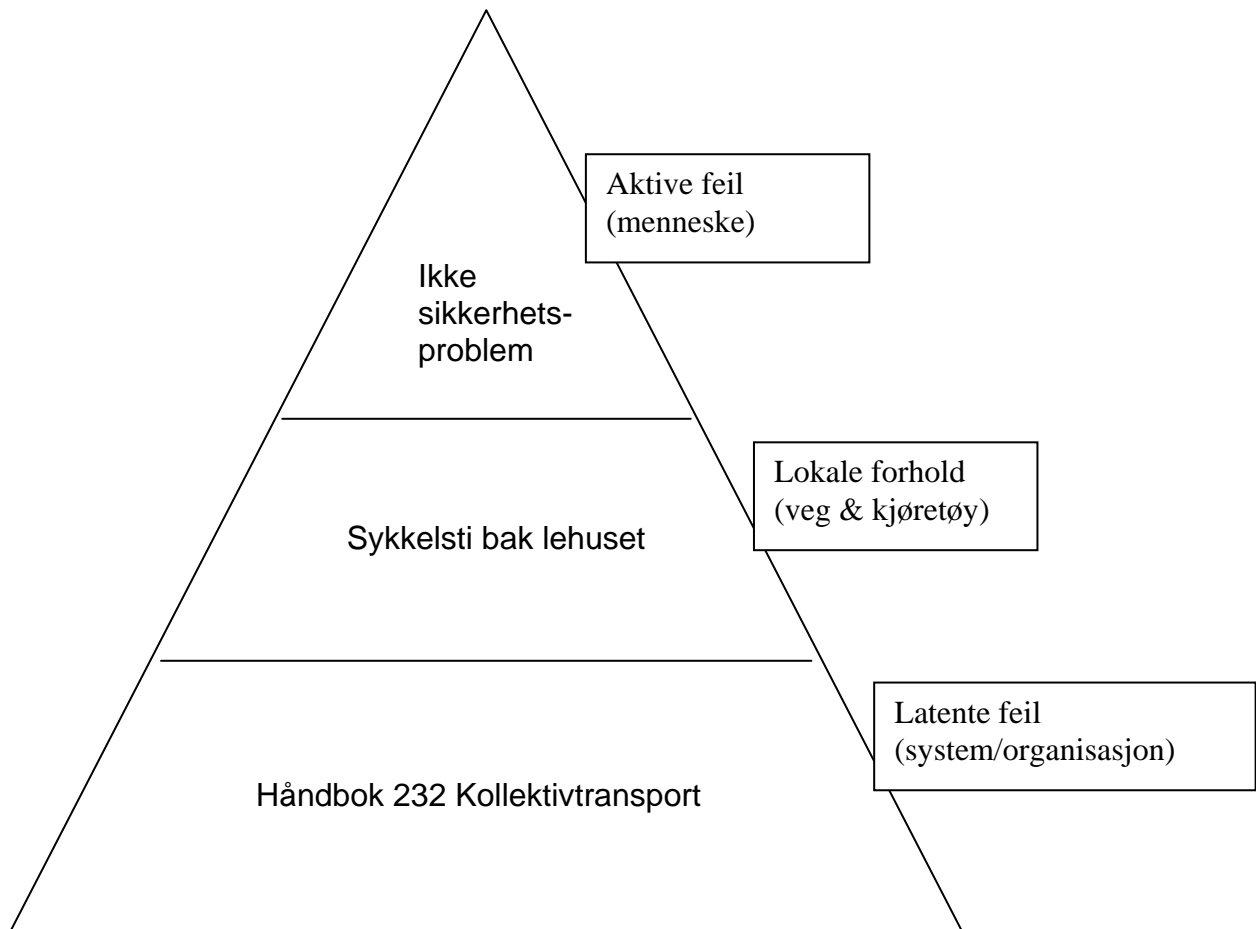 Aktive feil
(menneske)
Ikke
sikkerhets-
problem
Lokale forhold
(veg & kjøretøy)
Sykkelsti bak lehuset
Latente feil
(system/organisasjon)
Håndbok 232 Kollektivtransport